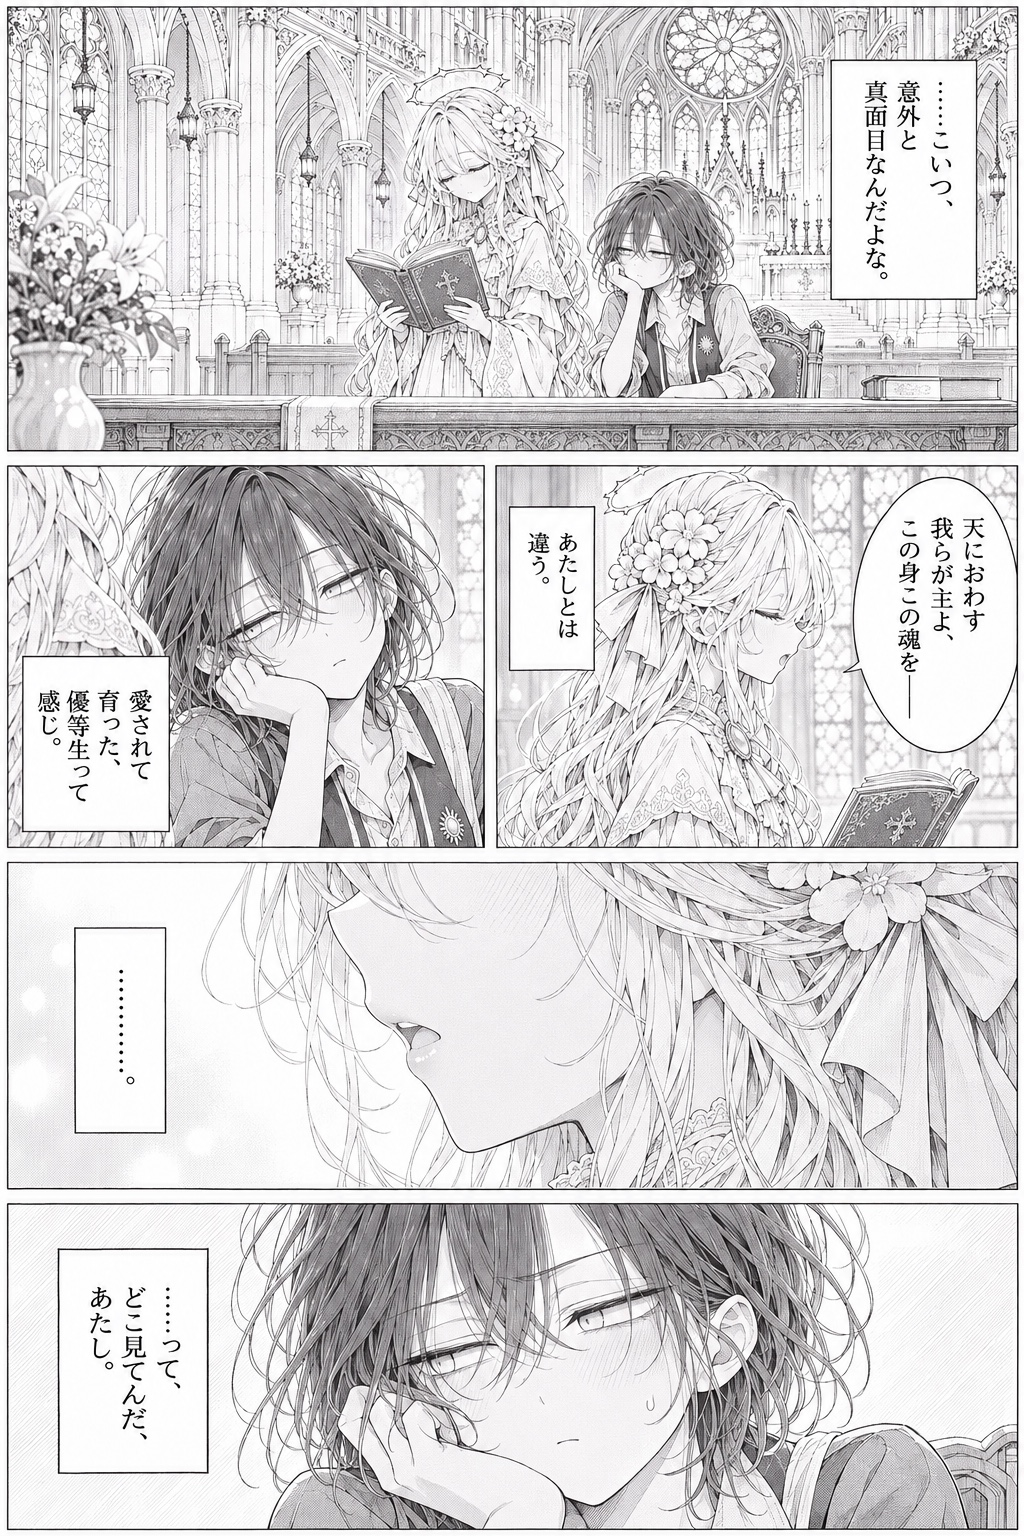 ……こいつ、
意外と
真面目なんだよな。
天におわす
我らが主よ、
この身この魂を──
あたしとは
違う。
愛されて
育った、
優等生って
感じ。
…………。
……って、
どこ見てんだ、
あたし。